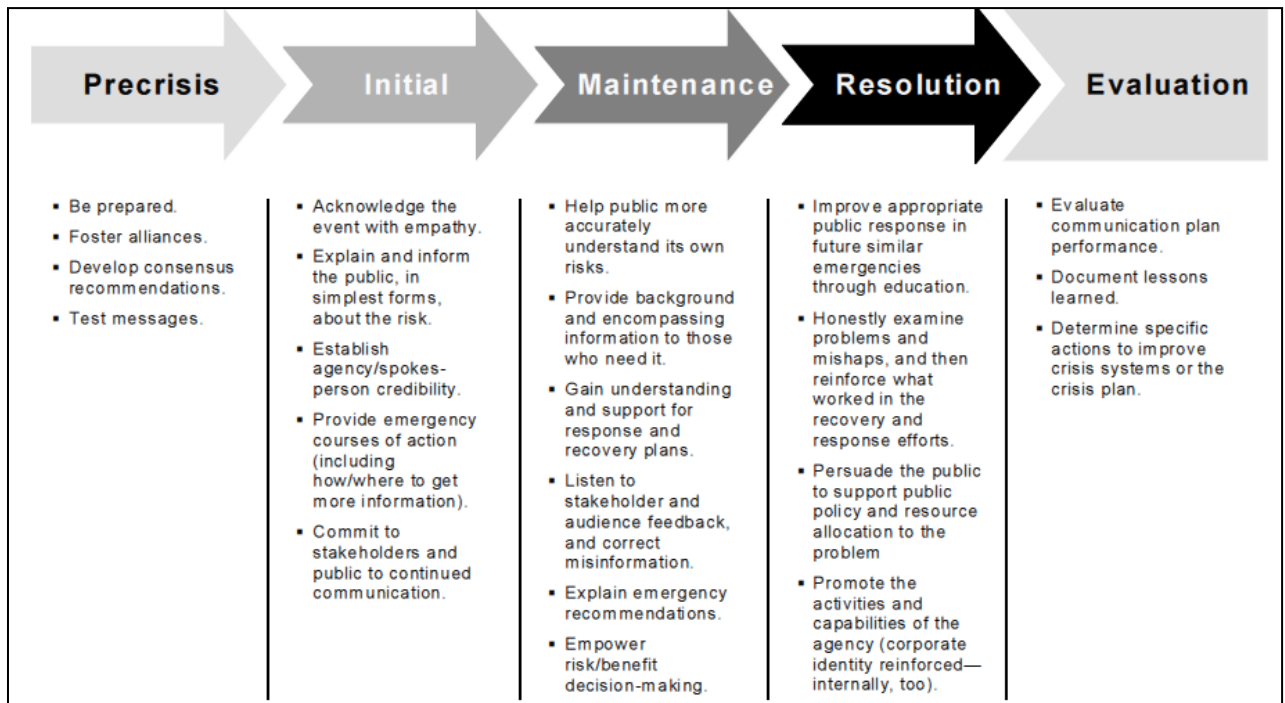 Precrisis
Initial
Maintenance
Resolution
Evaluation
▪ Be prepared.
▪ Foster alliances.
▪ Develop consensus
recommendations.
▪ Test messages.
▪ Acknowledge the
event with empathy.
▪ Explain and inform
the public, in
simplest forms,
about the risk.
▪ Establish
agency/spokes-
person credibility.
▪ Provide emergency
courses of action
(including
how/where to get
more information).
▪ Commit to
stakeholders and
public to continued
communication.
▪ Help public more
accurately
understand its own
risks.
▪ Provide background
and encompassing
information to those
who need it.
▪ Gain understanding
and support for
response and
recovery plans.
▪ Listen to
stakeholder and
audience feedback,
and correct
misinformation.
▪ Explain emergency
recommendations.
▪ Empower
risk/benefit
decision-making.
▪ Improve appropriate
public response in
future similar
emergencies
through education.
▪ Honestly examine
problems and
mishaps, and then
reinforce what
worked in the
recovery and
response efforts.
▪ Persuade the public
to support public
policy and resource
allocation to the
problem
▪ Promote the
activities and
capabilities of the
agency (corporate
identity reinforced—
internally, too).
▪ Evaluate
communication plan
performance.
▪ Document lessons
learned.
▪ Determine specific
actions to improve
crisis systems or the
crisis plan.